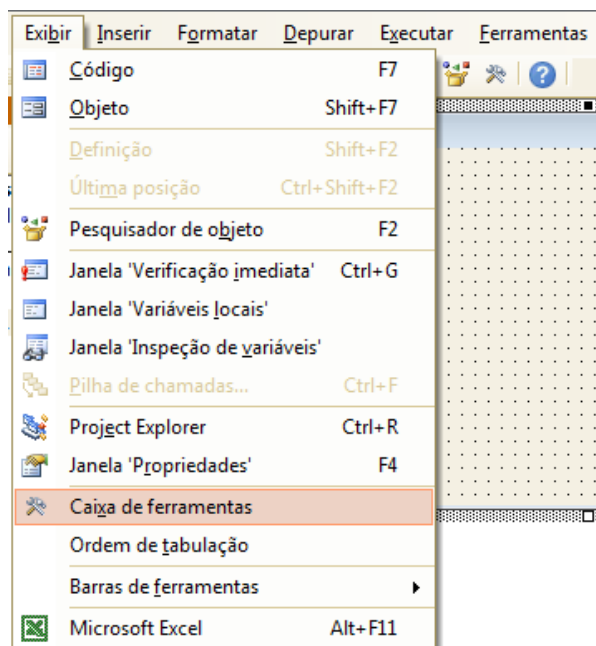 Exibir Inserir Formatar Depurar Executar Ferramentas
Código F7
Objeto Shift+F7
Definição Shift+F2
Última posição Ctrl+Shift+F2
Pesquisador de objeto F2
Janela 'Verificação imediata' Ctrl+G
Janela 'Variáveis locais'
Janela 'Inspeção de variáveis'
Pilha de chamadas... Ctrl+F
Project Explorer Ctrl+R
Janela 'Propriedades' F4
Caixa de ferramentas
Ordem de tabulação
Barras de ferramentas
Microsoft Excel Alt+F11